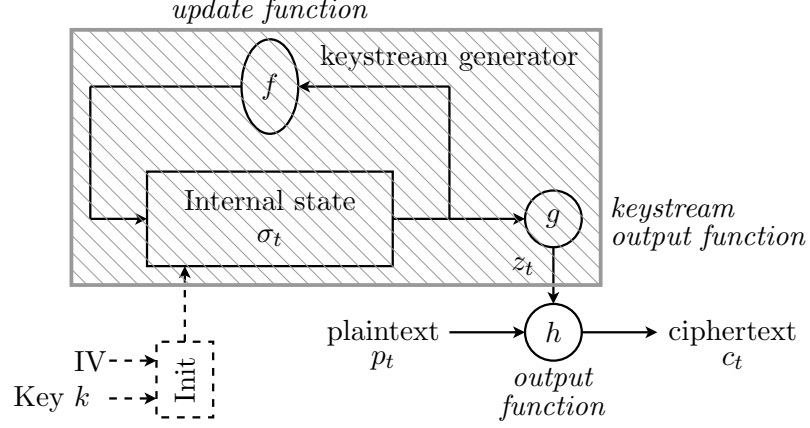 update function
keystream generator
f
Internal state
σt
g
keystream
output function
zt
plaintext
pt
h
ciphertext
ct
output
function
IV
Key k
Init